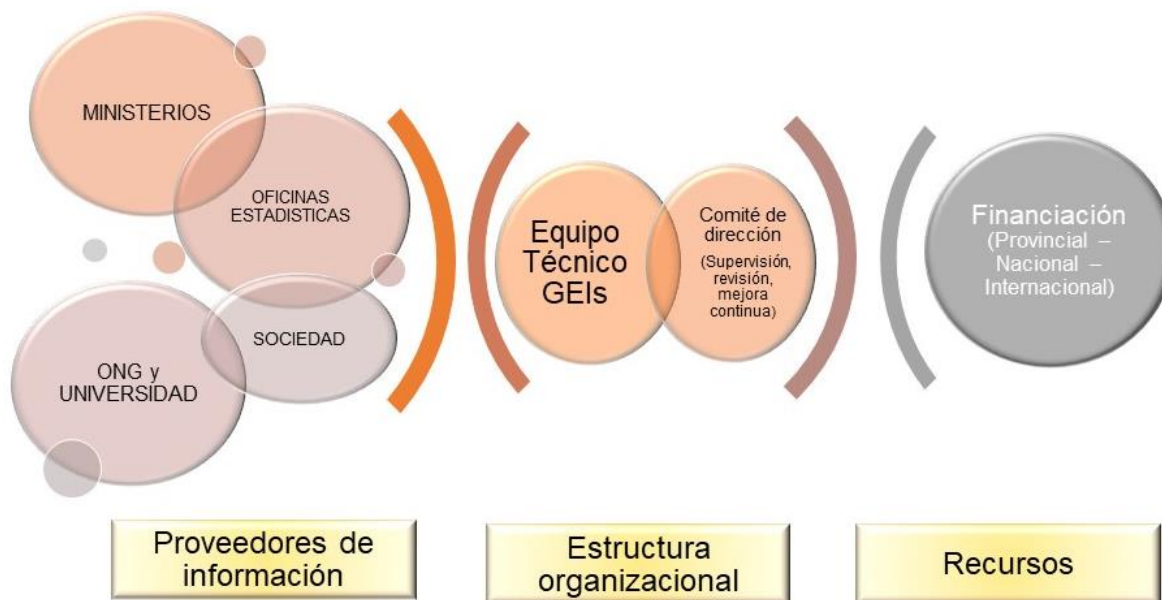 MINISTERIOS
OFICINAS
ESTADISTICAS
SOCIEDAD
ONG y
UNIVERSIDAD
Equipo
Técnico
GEIs
Comité de
dirección
(Supervisión,
revisión,
mejora
continua)
Financiación
(Provincial –
Nacional –
Internacional)
Proveedores de
información
Estructura
organizacional
Recursos